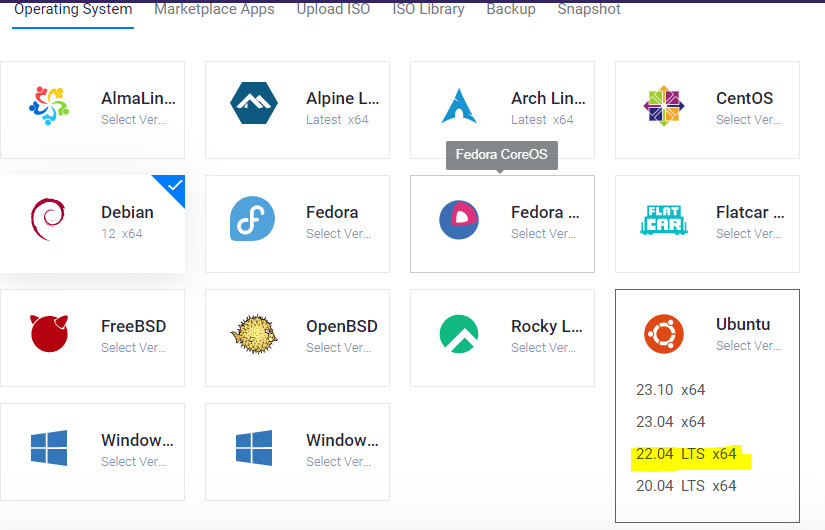 Operating System Marketplace Apps Upload ISO ISO Library Backup Snapshot
AlmaLin...
Select Ver...
Alpine L...
Latest x64
Arch Lin...
Latest x64
CentOS
Select Ver...
Fedora CoreOS
Debian
12 x64
Fedora
Select Ver...
Fedora ...
Select Ver...
FLAT
CAR
Flatcar ...
Select Ver...
FreeBSD
Select Ver...
OpenBSD
Select Ver...
Rocky L...
Select Ver...
Ubuntu
Select Ver...
23.10 x64
23.04 x64
22.04 LTS x64
20.04 LTS x64
Window...
Select Ver...
Window...
Select Ver...